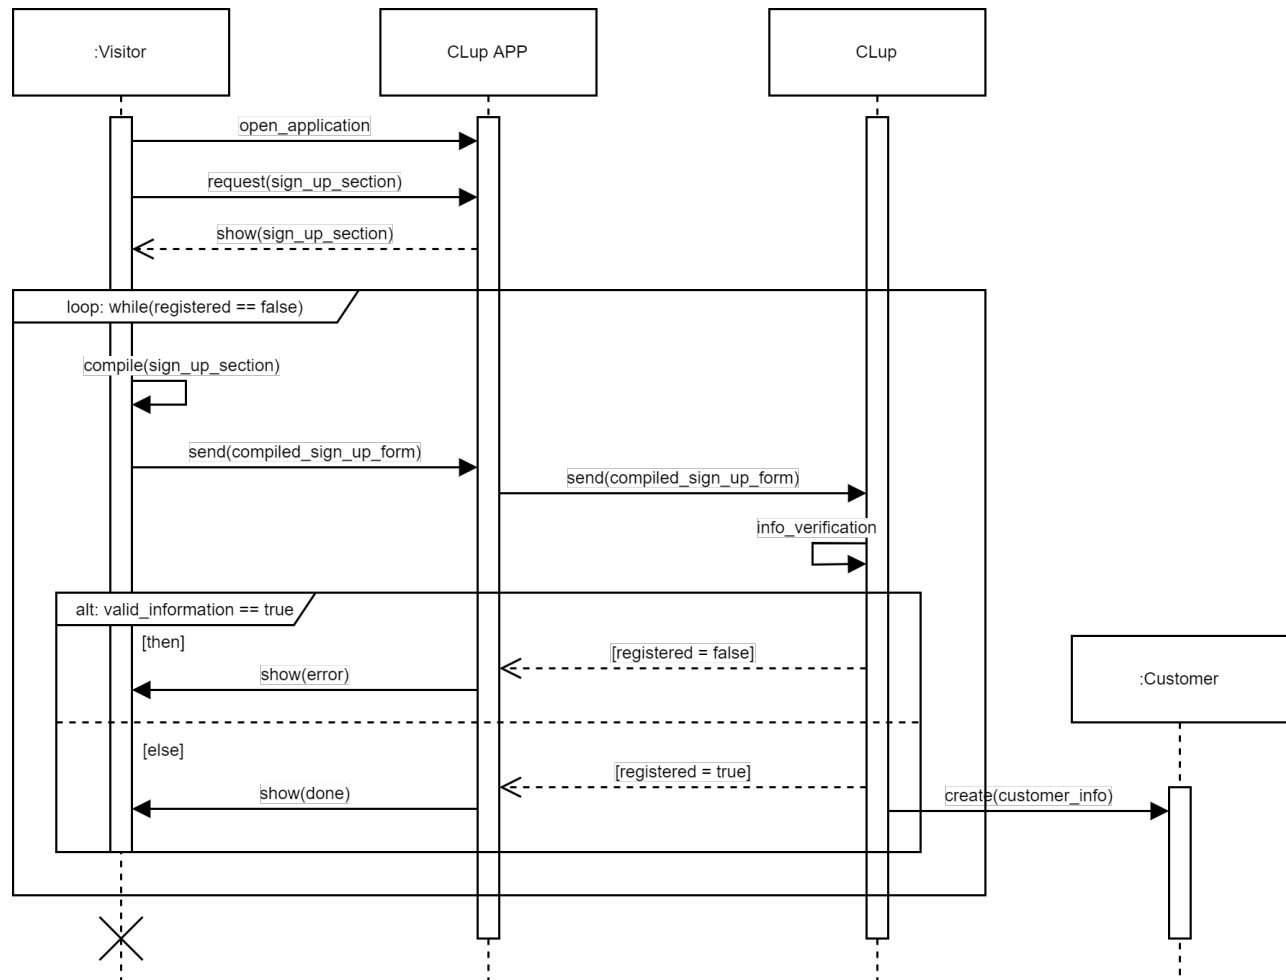 :Visitor
CLup APP
CLup
open_application
request(sign_up_section)
show(sign_up_section)
loop: while(registered == false)
compile(sign_up_section)
send(compiled_sign_up_form)
send(compiled_sign_up_form)
info_verification
alt: valid_information == true
[then]
[registered = false]
show(error)
:Customer
[else]
[registered = true]
show(done)
create(customer_info)